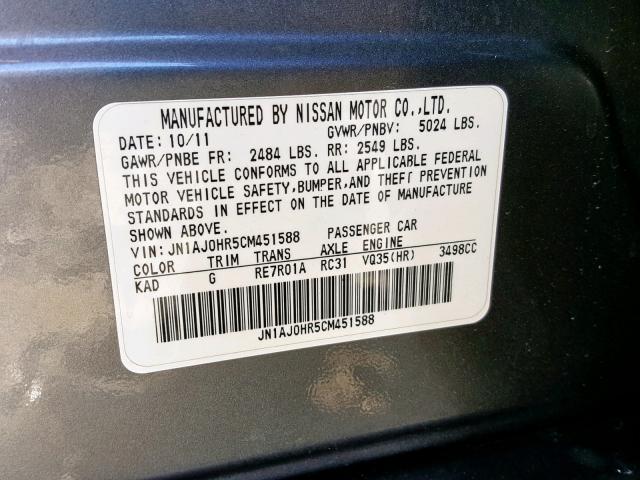 MANUFACTURED BY NISSAN MOTOR CO.,LTD.
DATE: 10/11 GVWR/PNBV: 5024 LBS.
GAWR/PNBE FR: 2484 LBS. RR: 2549 LBS.
THIS VEHICLE CONFORMS TO ALL APPLICABLE FEDERAL
MOTOR VEHICLE SAFETY,BUMPER,AND THEFT PREVENTION
STANDARDS IN EFFECT ON THE DATE OF MANUFACTURE
SHOWN ABOVE.
VIN:JN1AJ0HR5CM451588 PASSENGER CAR
COLOR TRIM TRANS AXLE ENGINE
KAD G RE7R01A RC31 VQ35(HR) 3498CC
JN1AJ0HR5CM451588